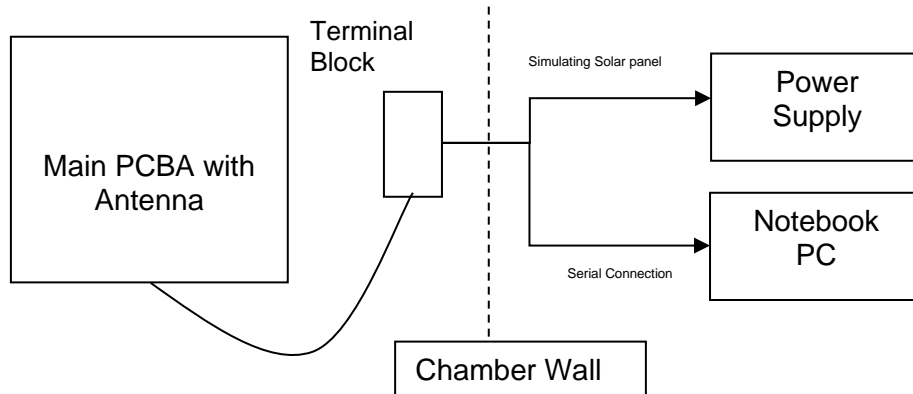 Main PCBA with
Antenna
Terminal
Block
Simulating Solar panel
Power
Supply
Serial Connection
Notebook
PC
Chamber Wall